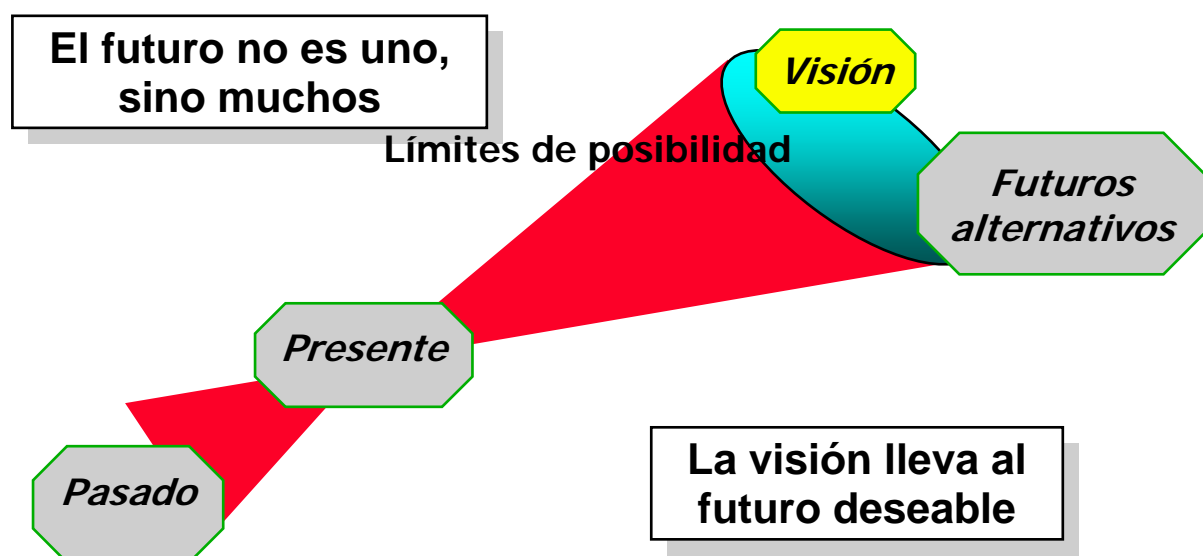 El futuro no es uno,
sino muchos
Visión
Límites de posibilidad
Futuros
alternativos
Presente
La visión lleva al
futuro deseable
Pasado